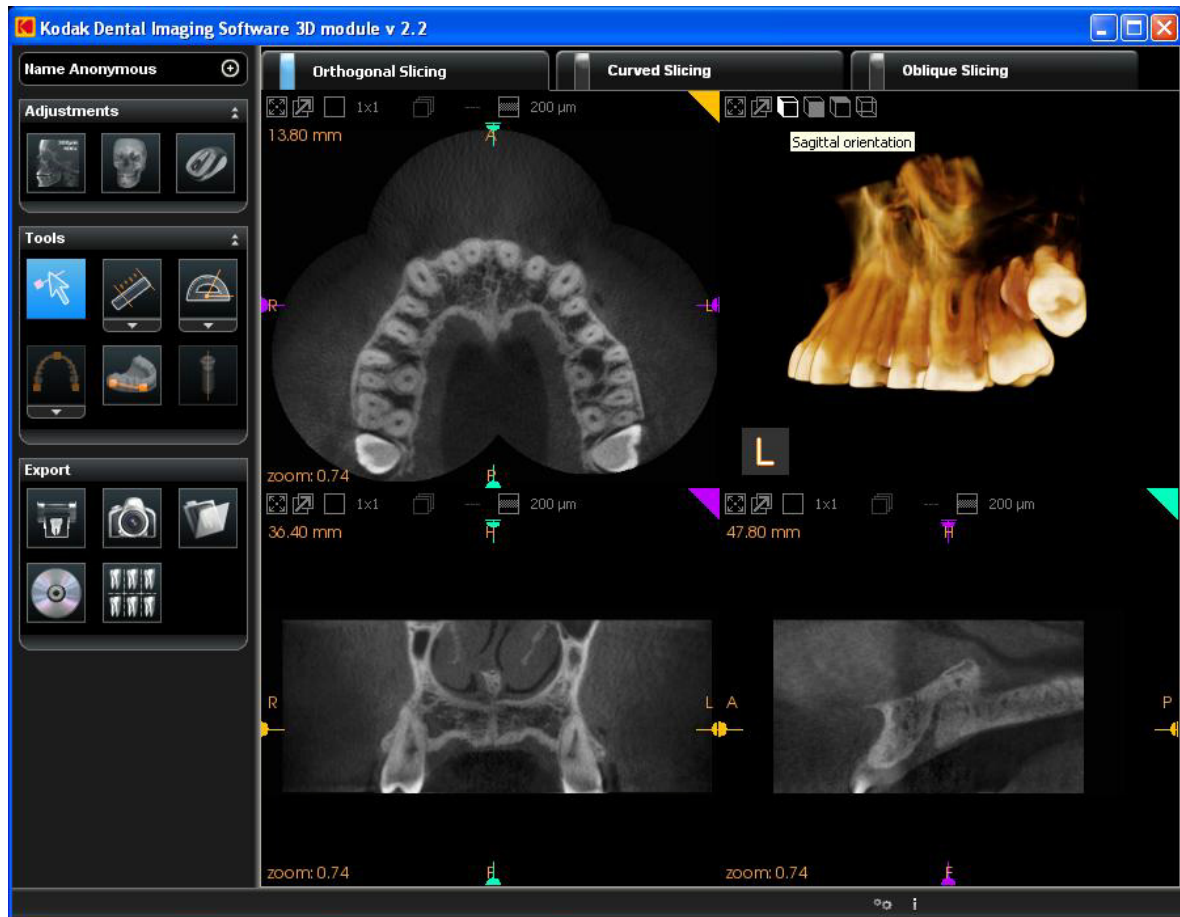 Kodak Dental Imaging Software 3D module v 2.2
Name Anonymous
Orthogonal Slicing
Curved Slicing
Oblique Slicing
Adjustments
Tools
Export
1x1
---
200 µm
13.80 mm
A
R
L
zoom: 0.74
P
Sagittal orientation
L
1x1
---
200 µm
36.40 mm
H
R
L
zoom: 0.74
F
1x1
---
200 µm
47.80 mm
H
A
P
zoom: 0.74
F
i